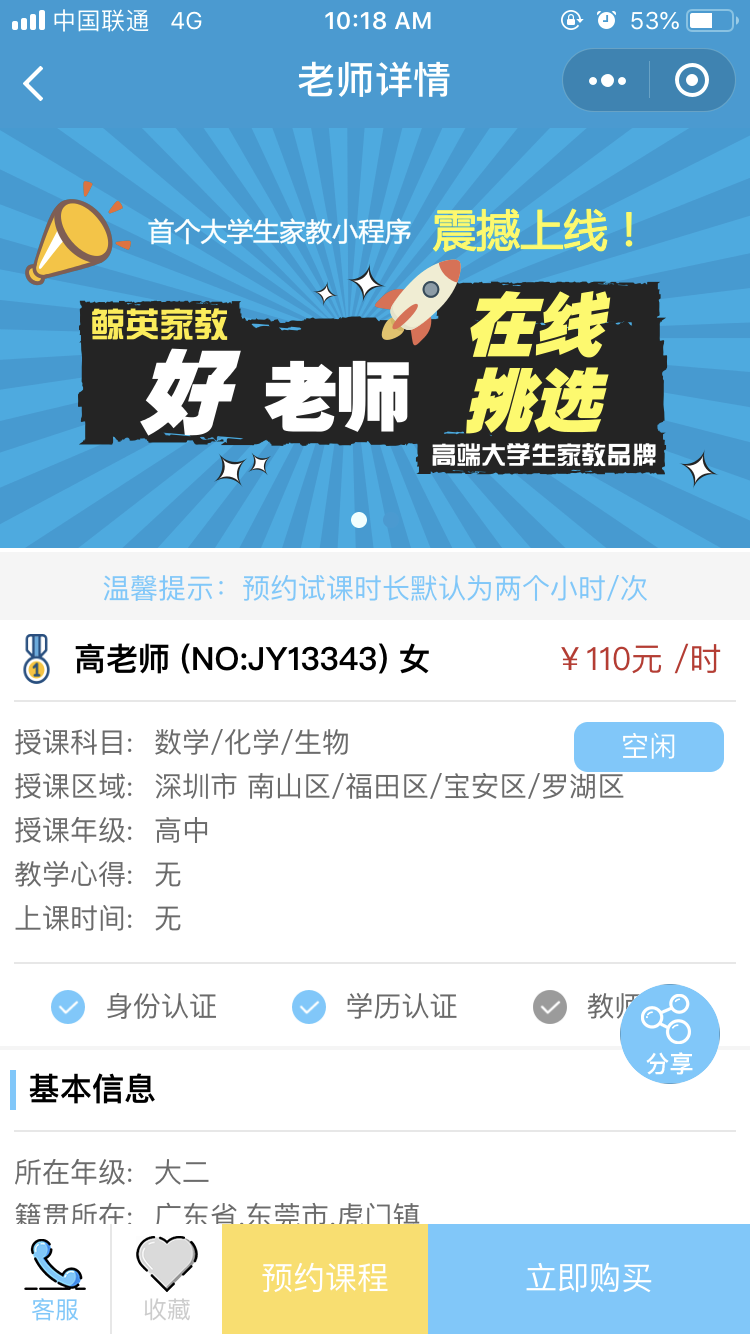 中国联通 4G 10:18 AM 53%
老师详情
首个大学生家教小程序 震撼上线！
鲸英家教
好老师
在线
挑选
高端大学生家教品牌
温馨提示：预约试课时长默认为两个小时/次
1 高老师 (NO:JY13343) 女 ￥110元 /时
授课科目: 数学/化学/生物 空闲
授课区域: 深圳市 南山区/福田区/宝安区/罗湖区
授课年级: 高中
教学心得: 无
上课时间: 无
身份认证 学历认证 教师
分享
基本信息
所在年级: 大二
籍贯所在: 广东省,东莞市,虎门镇
客服 收藏 预约课程 立即购买